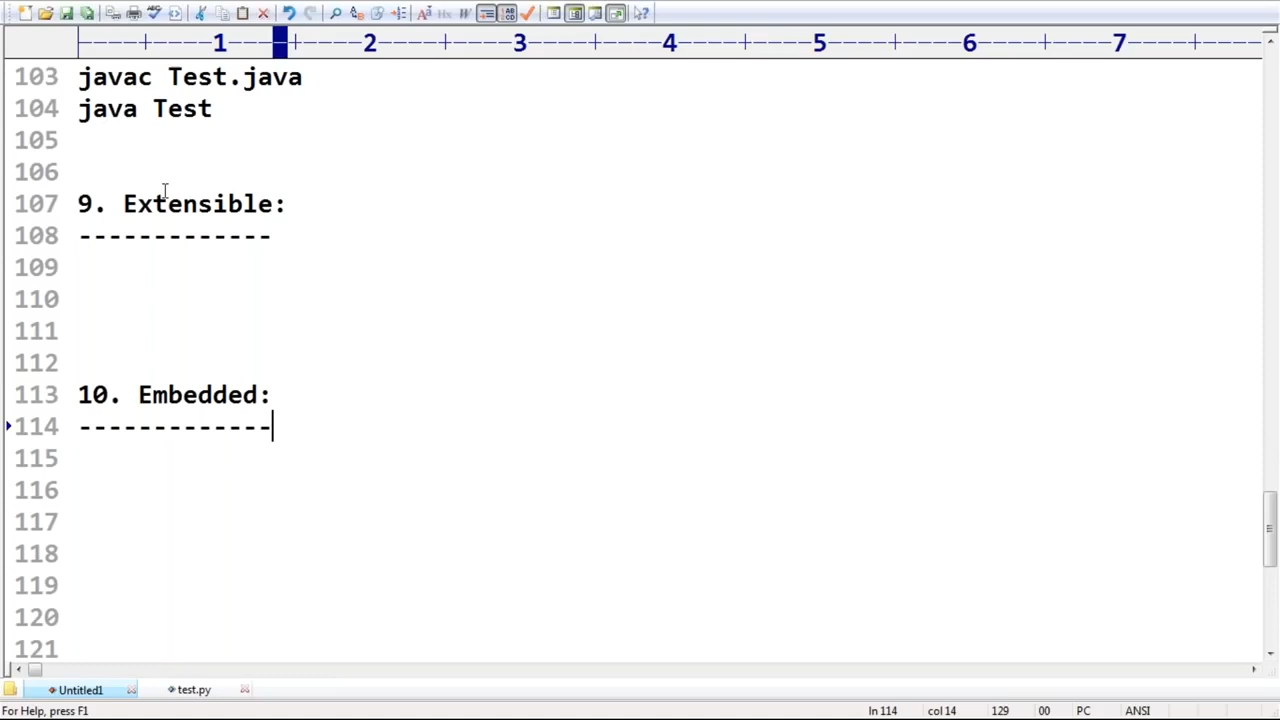 1 2 3 4 5 6 7
103 javac Test.java
104 java Test
105
106
107 9. Extensible:
108 -------------
109
110
111
112
113 10. Embedded:
114 -------------
115
116
117
118
119
120
121
Untitled1 test.py
For Help, press F1 ln 114 col 14 129 00 PC ANSI